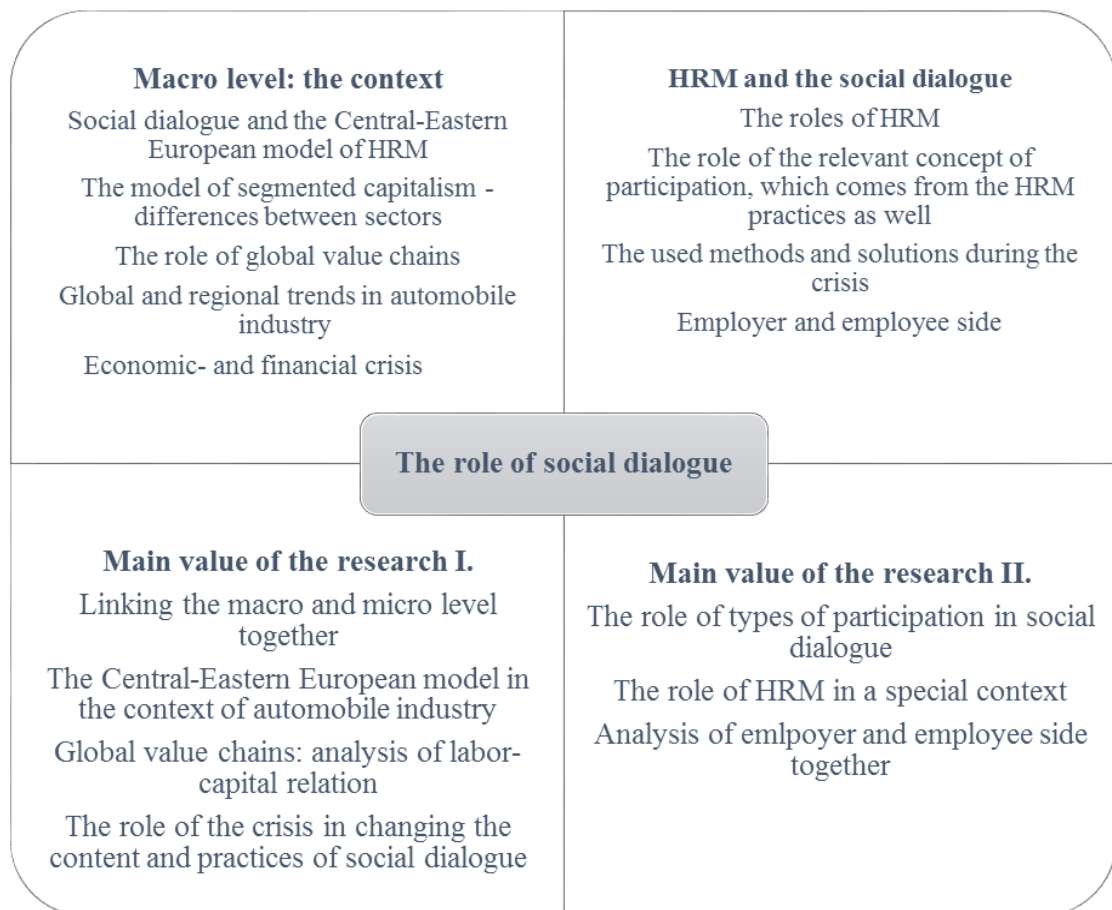 Macro level: the context
Social dialogue and the Central-Eastern
European model of HRM
The model of segmented capitalism -
differences between sectors
The role of global value chains
Global and regional trends in automobile
industry
Economic- and financial crisis
HRM and the social dialogue
The roles of HRM
The role of the relevant concept of
participation, which comes from the HRM
practices as well
The used methods and solutions during the
crisis
Employer and employee side
The role of social dialogue
Main value of the research I.
Linking the macro and micro level
together
The Central-Eastern European model in
the context of automobile industry
Global value chains: analysis of labor-
capital relation
The role of the crisis in changing the
content and practices of social dialogue
Main value of the research II.
The role of types of participation in social
dialogue
The role of HRM in a special context
Analysis of emlpoyer and employee side
together